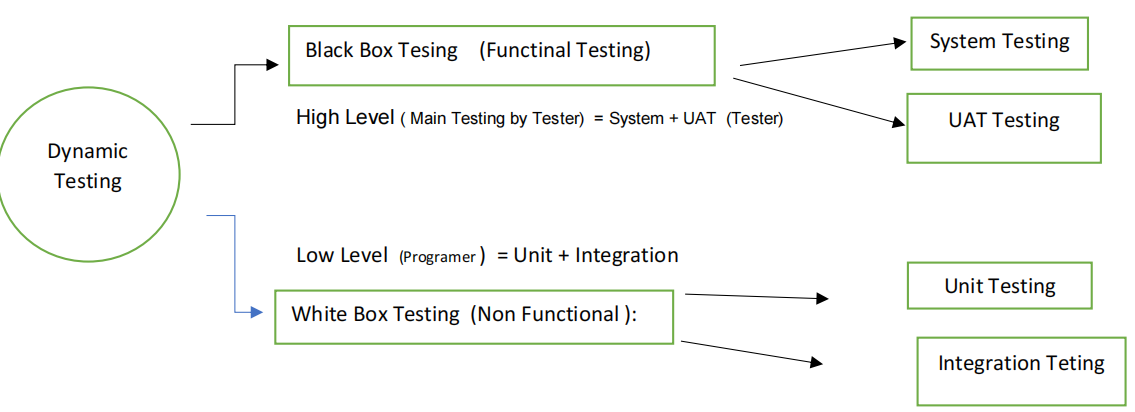 Dynamic
Testing
Black Box Tesing (Functinal Testing)
High Level ( Main Testing by Tester) = System + UAT (Tester)
System Testing
UAT Testing
Low Level (Programer ) = Unit + Integration
White Box Testing (Non Functional ):
Unit Testing
Integration Teting